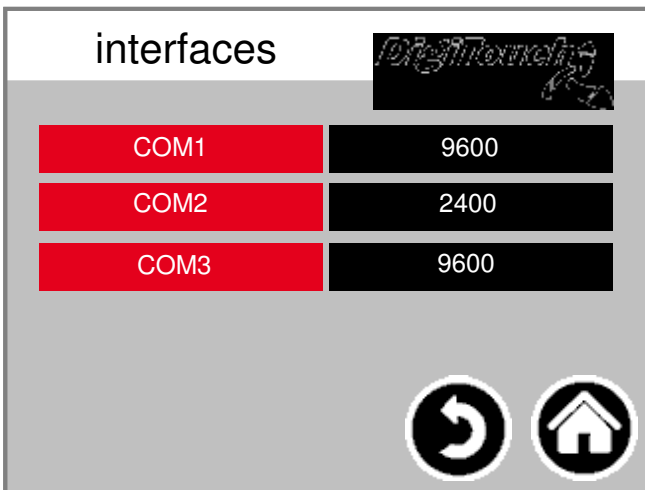 interfaces
DigiTouch
COM1 9600
COM2 2400
COM3 9600